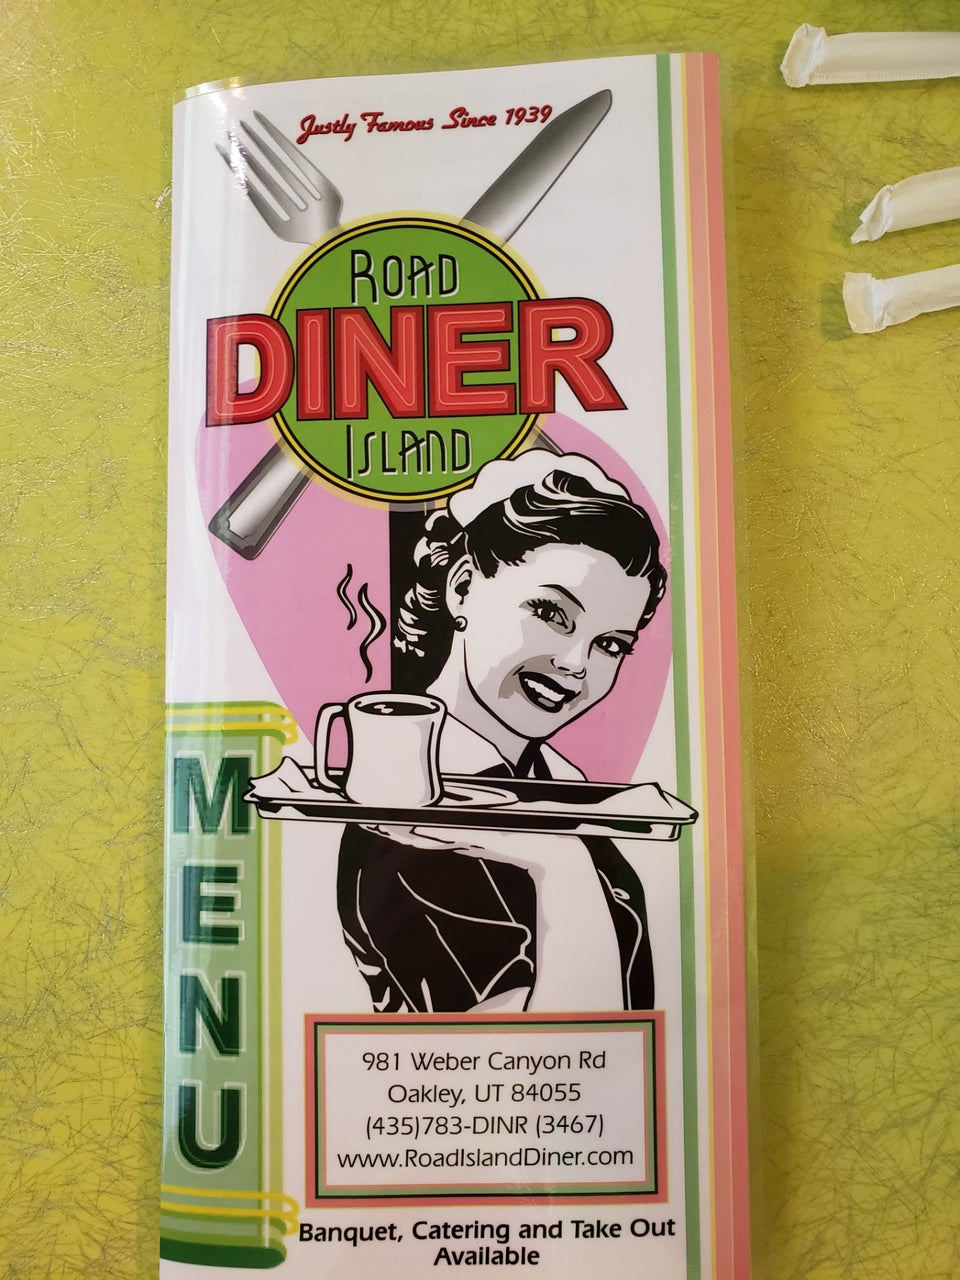 Justly Famous Since 1939
ROAD
DINER
ISLAND
MENU
981 Weber Canyon Rd
Oakley, UT 84055
(435)783-DINR (3467)
www.RoadIslandDiner.com
Banquet, Catering and Take Out
Available